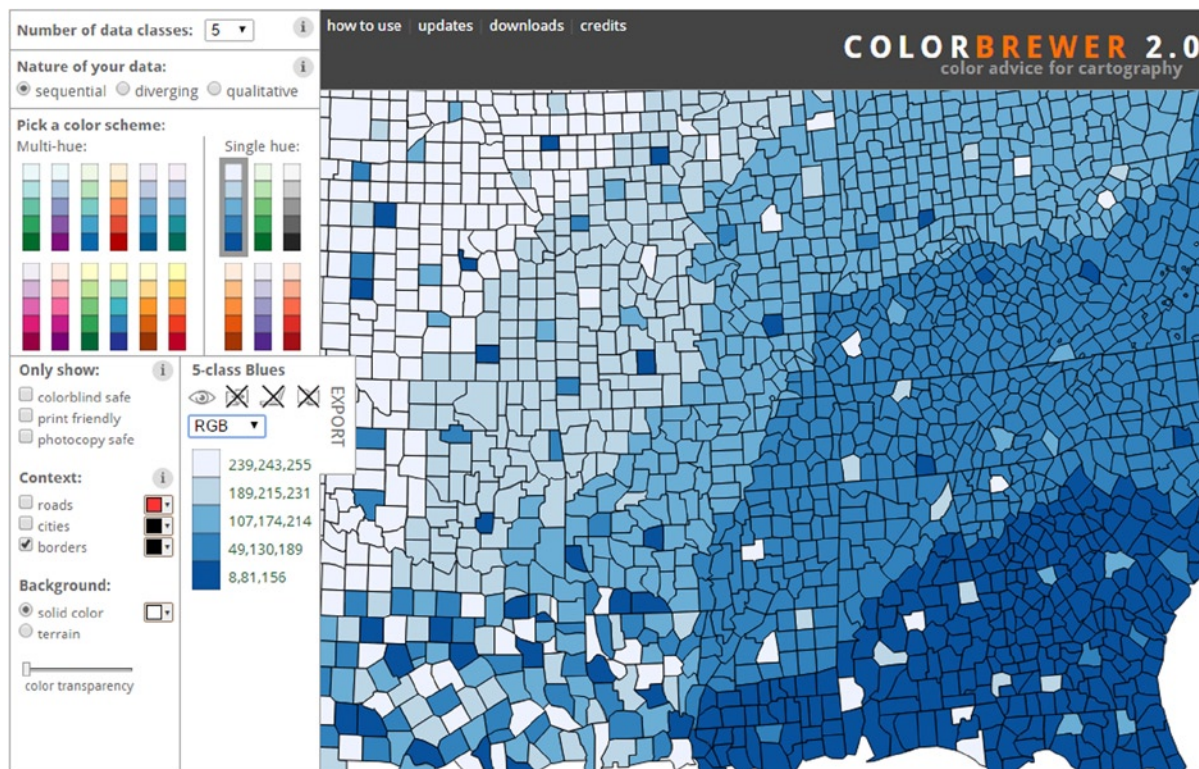 Number of data classes: 5
how to use | updates | downloads | credits
COLORBREWER 2.0
color advice for cartography
Nature of your data:
sequential diverging qualitative
Pick a color scheme:
Multi-hue: Single hue:
Only show:
colorblind safe
print friendly
photocopy safe
Context:
roads
cities
borders
Background:
solid color
terrain
color transparency
5-class Blues
EXPORT
RGB
239,243,255
189,215,231
107,174,214
49,130,189
8,81,156